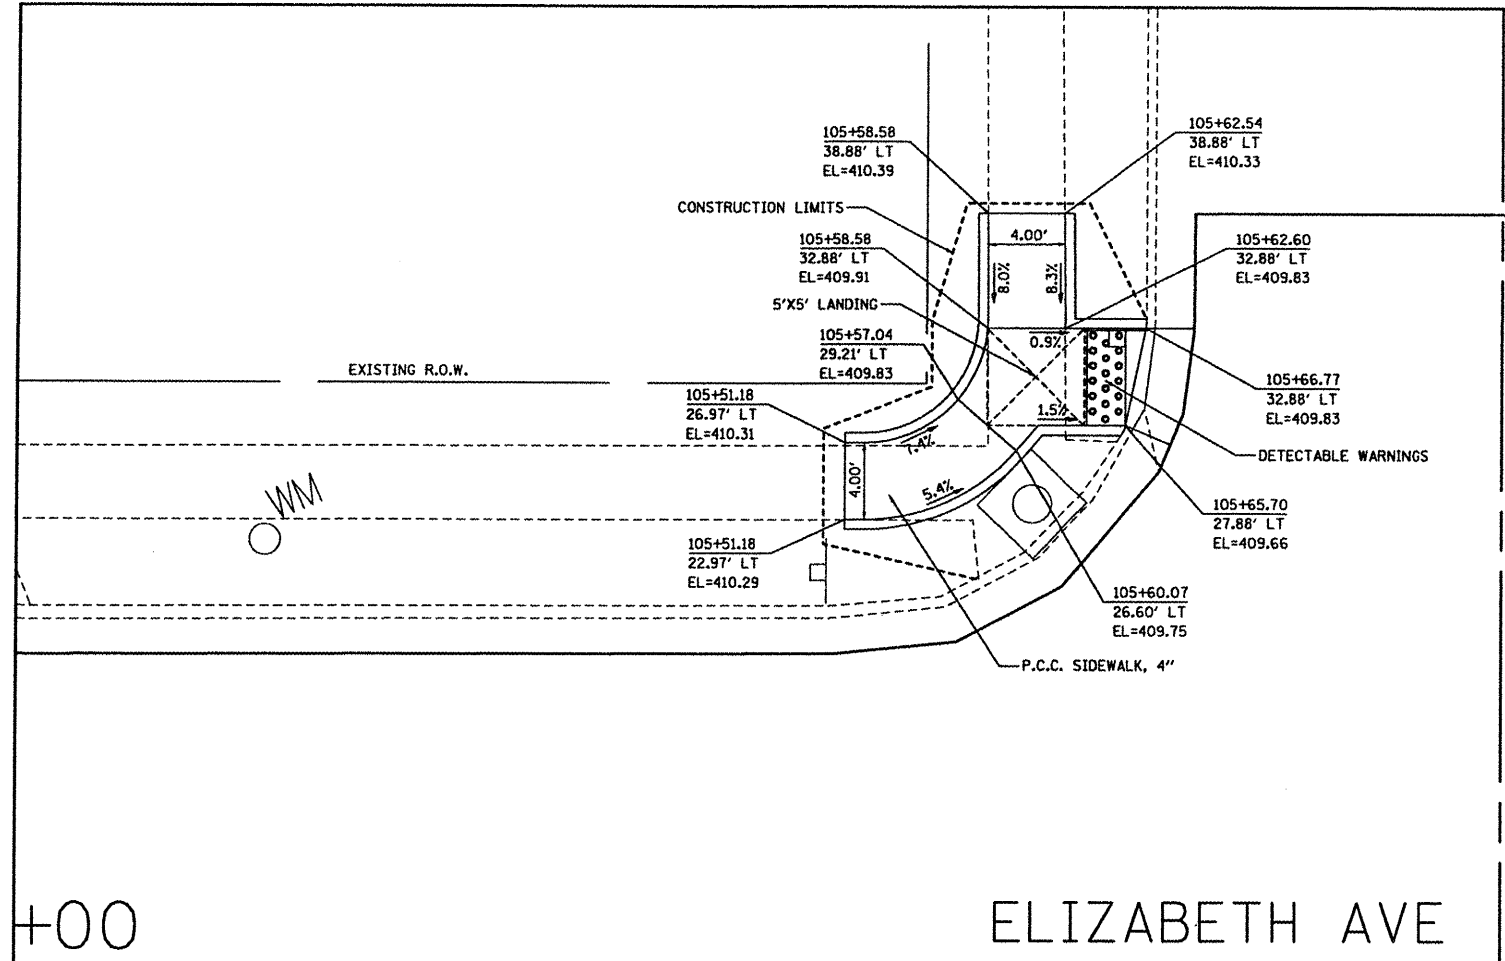 105+58.58
38.88' LT
EL=410.39
105+62.54
38.88' LT
EL=410.33
CONSTRUCTION LIMITS
4.00'
105+58.58
32.88' LT
EL=409.91
105+62.60
32.88' LT
EL=409.83
8.0%
8.3%
5'X5' LANDING
105+57.04
29.21' LT
EL=409.83
0.9%
EXISTING R.O.W.
105+66.77
32.88' LT
EL=409.83
105+51.18
26.97' LT
EL=410.31
1.5%
7.4%
DETECTABLE WARNINGS
4.00'
5.4%
WM
105+65.70
27.88' LT
EL=409.66
105+51.18
22.97' LT
EL=410.29
105+60.07
26.60' LT
EL=409.75
P.C.C. SIDEWALK, 4"
+00
ELIZABETH AVE